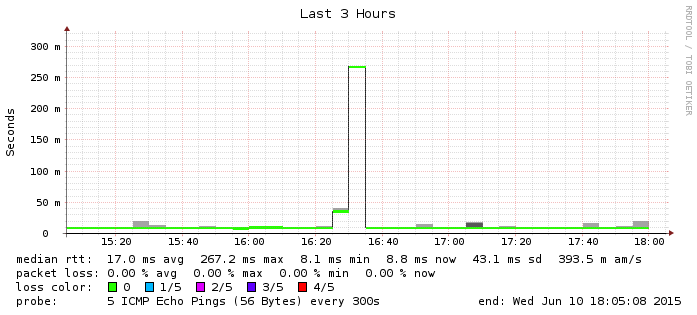 Last 3 Hours
RRDTOOL / TOBI OETIKER
Seconds
300 m
250 m
200 m
150 m
100 m
50 m
0
15:20 15:40 16:00 16:20 16:40 17:00 17:20 17:40 18:00
median rtt: 17.0 ms avg 267.2 ms max 8.1 ms min 8.8 ms now 43.1 ms sd 393.5 m am/s
packet loss: 0.00 % avg 0.00 % max 0.00 % min 0.00 % now
loss color: 0 1/5 2/5 3/5 4/5
probe: 5 ICMP Echo Pings (56 Bytes) every 300s end: Wed Jun 10 18:05:08 2015